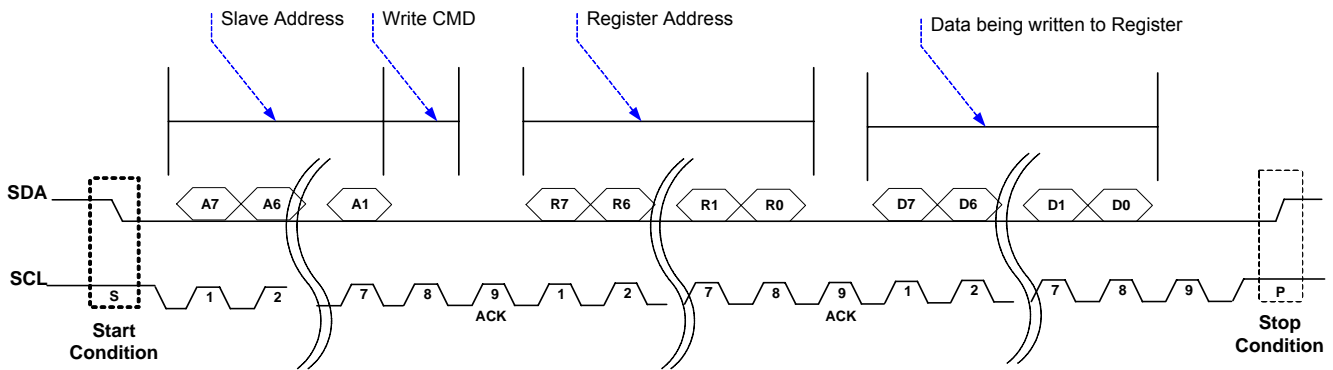 Slave Address Write CMD Register Address Data being written to Register
SDA A7 A6 A1 R7 R6 R1 R0 D7 D6 D1 D0
SCL S 1 2 7 8 9 1 2 7 8 9 1 2 7 8 9 P
ACK ACK
Start Condition
Stop Condition